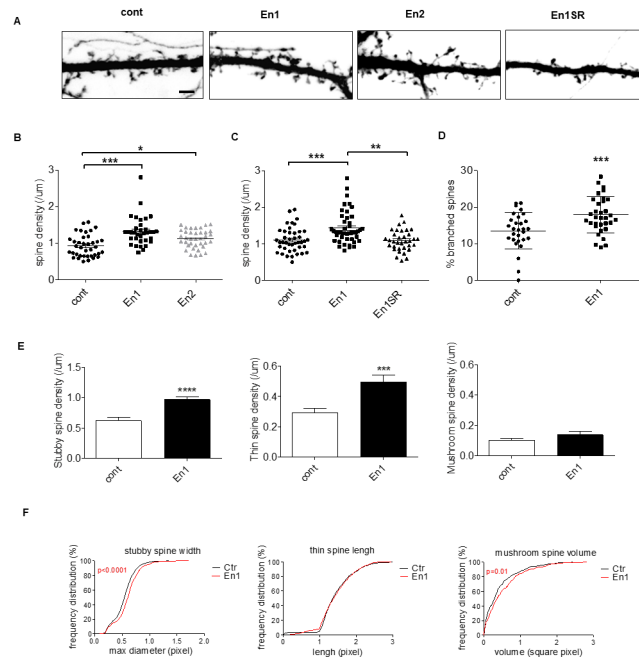 cont
En1
En2
En1SR
A
B
C
D
*
***
spine density (/um)
3
2
1
0
cont
En1
En2
***
**
spine density (/um)
3
2
1
0
cont
En1
En1SR
***
% branched spines
30
20
10
0
cont
En1
E
Stubby spine density (/um)
1.5
1.0
0.5
0.0
****
cont
En1
Thin spine density (/um)
0.6
0.4
0.2
0.0
***
cont
En1
Mushroom spine density (/um)
0.6
0.4
0.2
0.0
cont
En1
F
stubby spine width
frequency distribution (%)
100
80
60
40
20
0
p<0.0001
Ctr
En1
0.0 0.5 1.0 1.5 2.0
max diameter (pixel)
thin spine lengh
frequency distribution (%)
100
80
60
40
20
0
Ctr
En1
0 1 2 3
lengh (pixel)
mushroom spine volume
frequency distribution (%)
100
80
60
40
20
0
p=0.01
Ctr
En1
0 1 2 3
volume (square pixel)